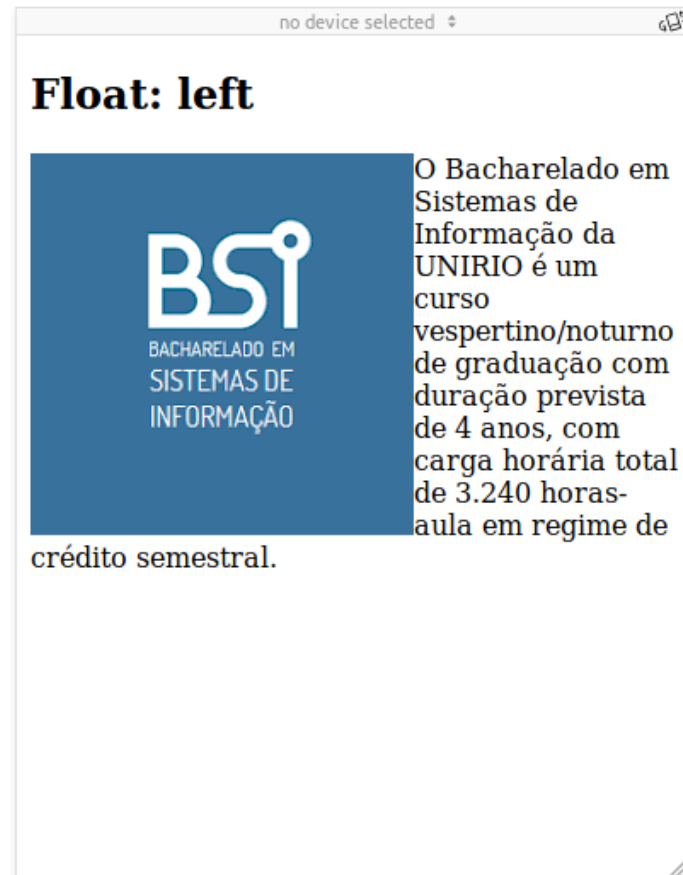 no device selected
Float: left
BSI
BACHARELADO EM
SISTEMAS DE
INFORMAÇÃO
O Bacharelado em
Sistemas de
Informação da
UNIRIO é um
curso
vespertino/noturno
de graduação com
duração prevista
de 4 anos, com
carga horária total
de 3.240 horas-
aula em regime de
crédito semestral.